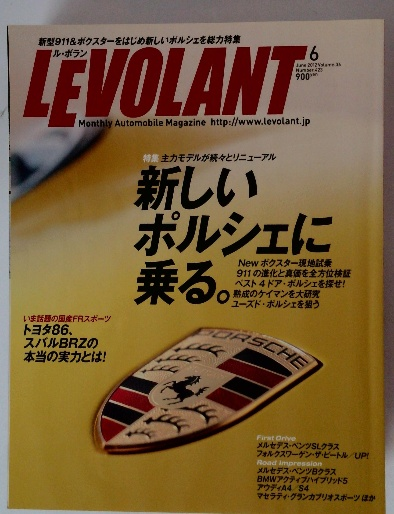 新型911&ボクスターをはじめ新しいポルシェを総力特集
ル・ボラン
LEVOLANT
6
June 2012 Volume 36
Number 423
900yen
Monthly Automobile Magazine http://www.levolant.jp
特集 主力モデルが続々とリニューアル
新しい
ポルシェに
乗る。
New ボクスター現地試乗
911の進化と真価を全方位検証
ベスト4ドア・ポルシェを探せ!
熟成のケイマンを大研究
ユーズド・ポルシェを狙う
いま話題の国産FRスポーツ
トヨタ86、
スバルBRZの
本当の実力とは!
PORSCHE
First Drive
メルセデス・ベンツSLクラス
フォルクスワーゲン・ザ・ビートル/UP!
Road Impression
メルセデス・ベンツBクラス
BMWアクティブハイブリッド5
アウディA4/S4
マセラティ・グランカブリオスポーツ ほか